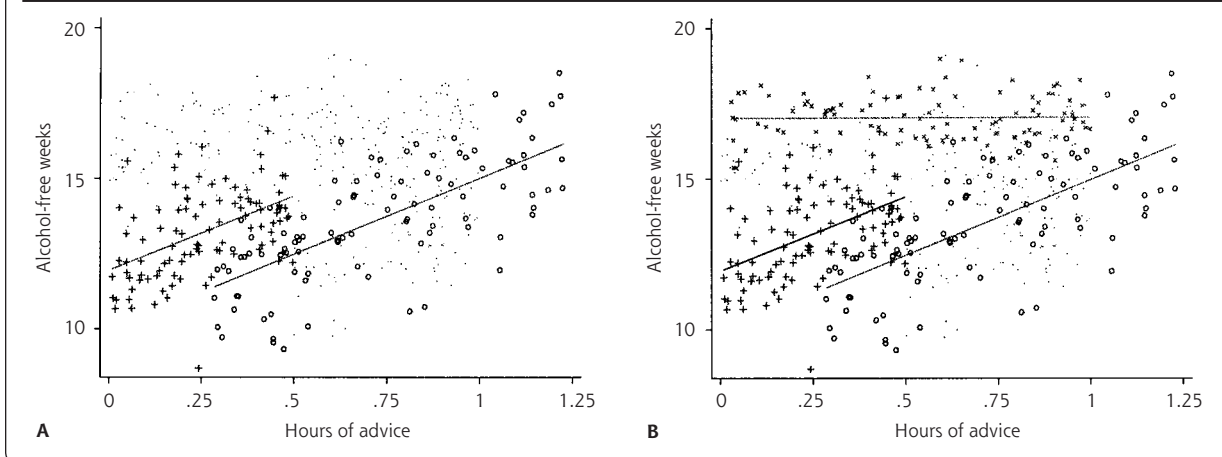 20
15
10
Alcohol-free weeks
0 .25 .5 .75 1 1.25
A Hours of advice
20
15
10
Alcohol-free weeks
0 .25 .5 .75 1 1.25
B Hours of advice